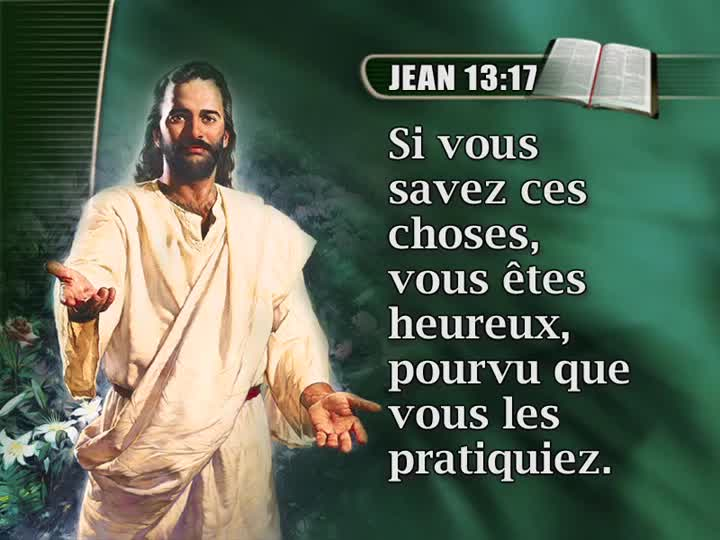 JEAN 13:17
Si vous
savez ces
choses,
vous êtes
heureux,
pourvu que
vous les
pratiquiez.